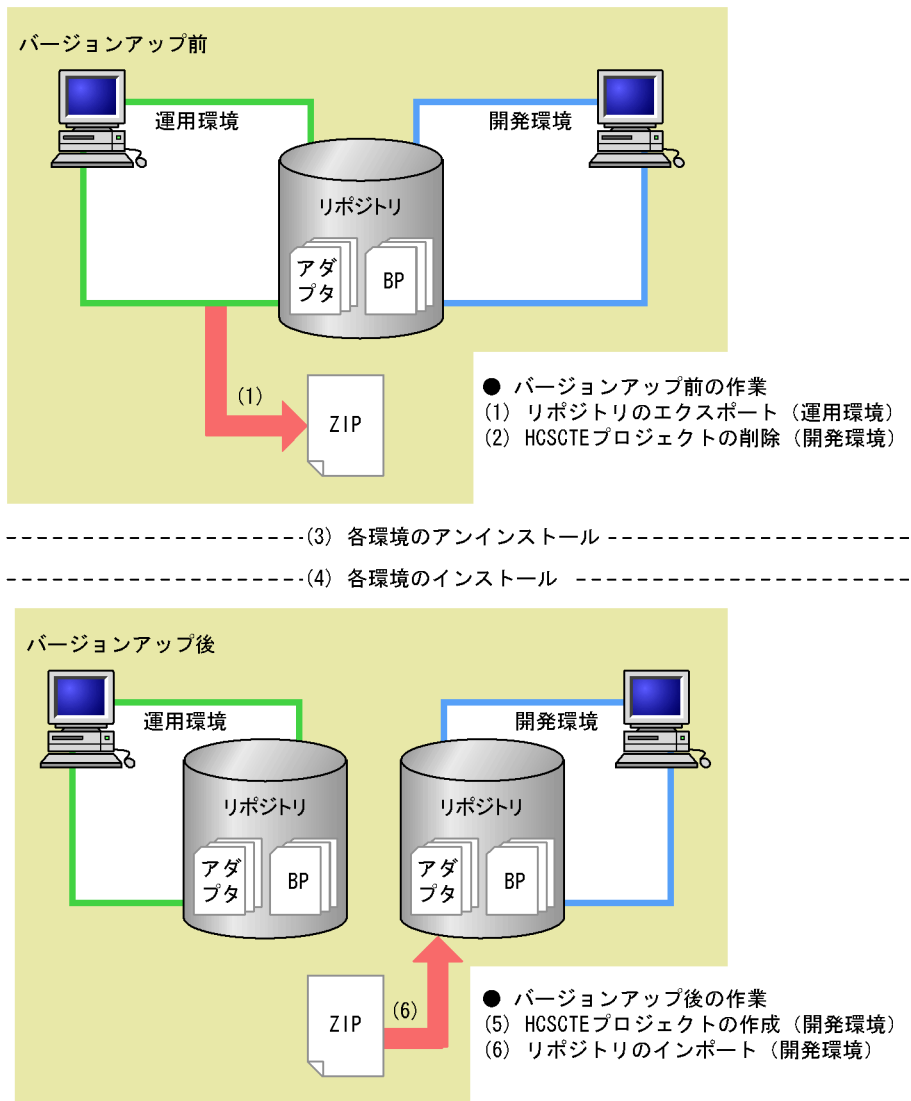 バージョンアップ前
運用環境
開発環境
リポジトリ
アダ
プタ
BP
(1)
ZIP
● バージョンアップ前の作業
(1) リポジトリのエクスポート(運用環境)
(2) HCSCTEプロジェクトの削除(開発環境)
(3) 各環境のアンインストール
(4) 各環境のインストール
バージョンアップ後
運用環境
開発環境
リポジトリ
リポジトリ
アダ
プタ
BP
アダ
プタ
BP
ZIP
(6)
● バージョンアップ後の作業
(5) HCSCTEプロジェクトの作成(開発環境)
(6) リポジトリのインポート(開発環境)